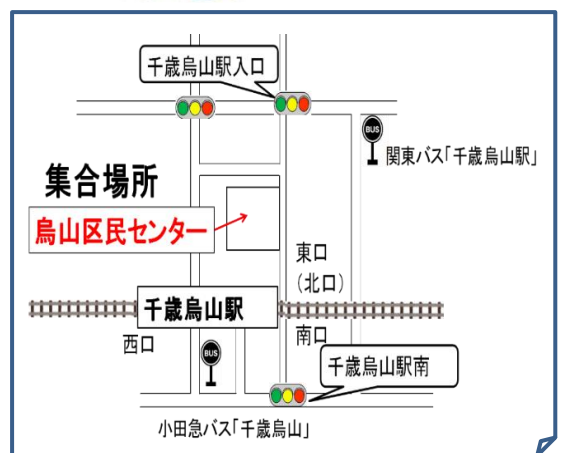 千歳烏山駅入口
BUS
関東バス「千歳烏山駅」
集合場所
烏山区民センター
東口
(北口)
千歳烏山駅
西口
南口
BUS
千歳烏山駅南
小田急バス「千歳烏山」